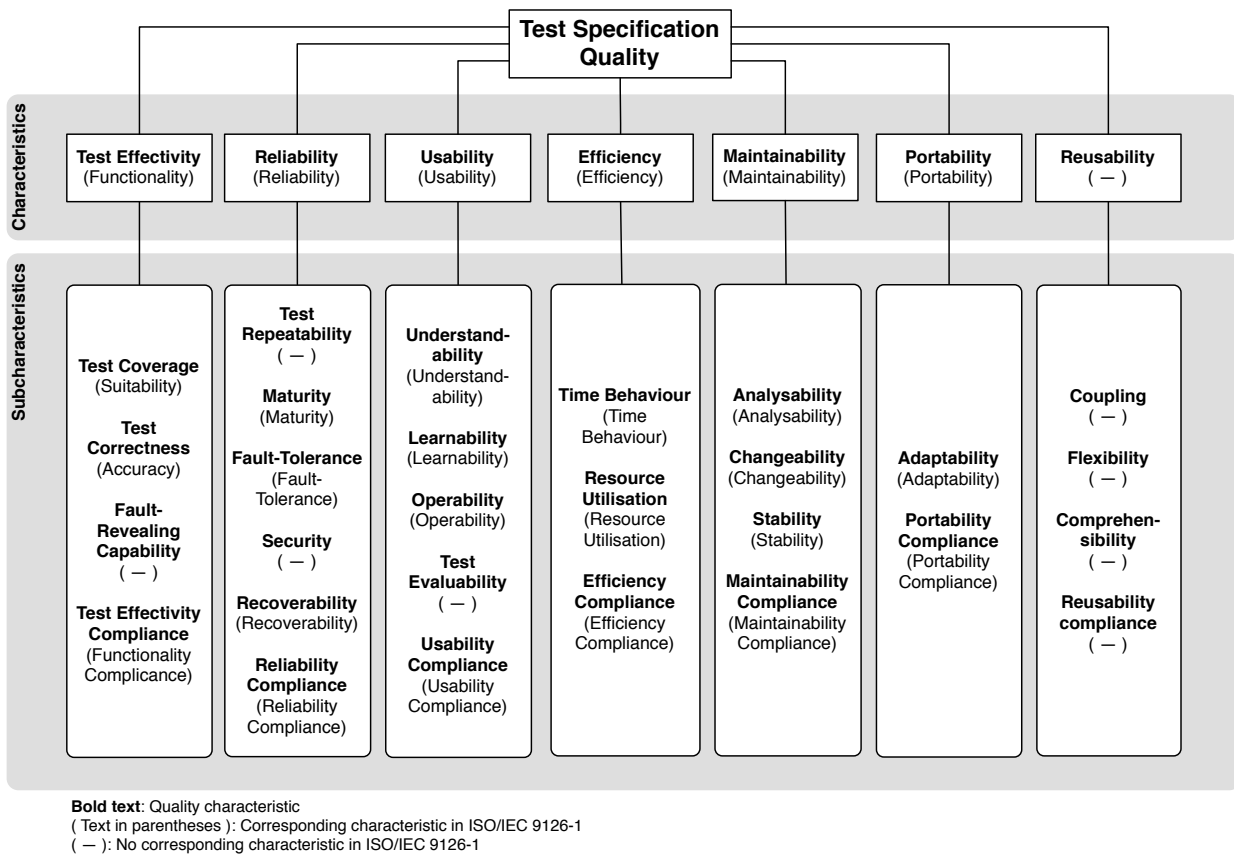 Test Specification
Quality
Characteristics
Test Effectivity
(Functionality)
Reliability
(Reliability)
Usability
(Usability)
Efficiency
(Efficiency)
Maintainability
(Maintainability)
Portability
(Portability)
Reusability
( — )
Subcharacteristics
Test Coverage
(Suitability)
Test
Correctness
(Accuracy)
Fault-
Revealing
Capability
( — )
Test Effectivity
Compliance
(Functionality
Complicance)
Test
Repeatability
( — )
Maturity
(Maturity)
Fault-Tolerance
(Fault-
Tolerance)
Security
( — )
Recoverability
(Recoverability)
Reliability
Compliance
(Reliability
Compliance)
Understand-
ability
(Understand-
ability)
Learnability
(Learnability)
Operability
(Operability)
Test
Evaluability
( — )
Usability
Compliance
(Usability
Compliance)
Time Behaviour
(Time
Behaviour)
Resource
Utilisation
(Resource
Utilisation)
Efficiency
Compliance
(Efficiency
Compliance)
Analysability
(Analysability)
Changeability
(Changeability)
Stability
(Stability)
Maintainability
Compliance
(Maintainability
Compliance)
Adaptability
(Adaptability)
Portability
Compliance
(Portability
Compliance)
Coupling
( — )
Flexibility
( — )
Comprehen-
sibility
( — )
Reusability
compliance
( — )
Bold text: Quality characteristic
( Text in parentheses ): Corresponding characteristic in ISO/IEC 9126-1
( — ): No corresponding characteristic in ISO/IEC 9126-1